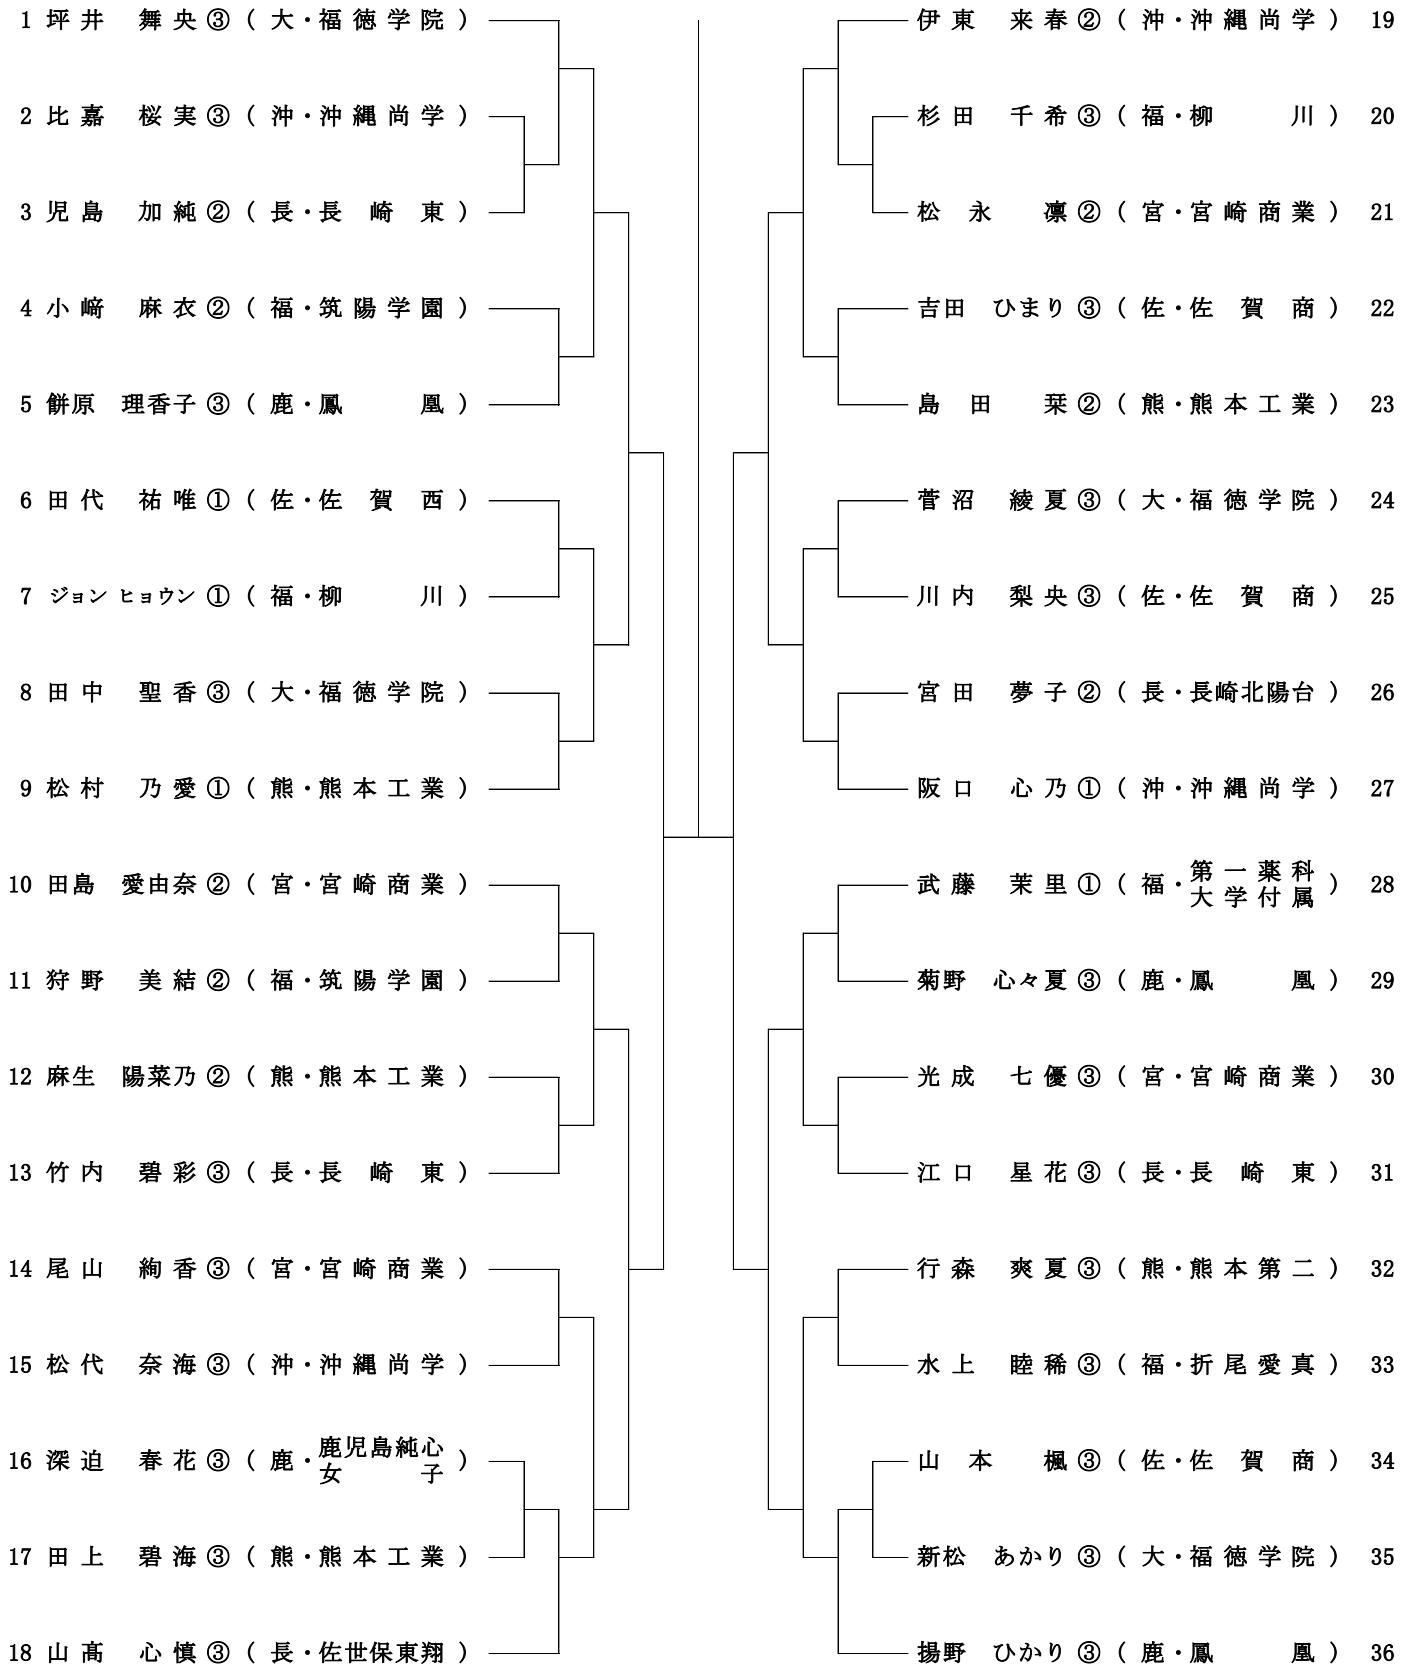 1 坪井 舞央③(大・福徳学院)
2 比嘉 桜実③(沖・沖縄尚学)
3 児島 加純②(長・長崎東)
4 小﨑 麻衣②(福・筑陽学園)
5 餅原 理香子③(鹿・鳳凰)
6 田代 祐唯①(佐・佐賀西)
7 ジョン ヒョウン①(福・柳川)
8 田中 聖香③(大・福徳学院)
9 松村 乃愛①(熊・熊本工業)
10 田島 愛由奈②(宮・宮崎商業)
11 狩野 美結②(福・筑陽学園)
12 麻生 陽菜乃②(熊・熊本工業)
13 竹内 碧彩③(長・長崎東)
14 尾山 絢香③(宮・宮崎商業)
15 松代 奈海③(沖・沖縄尚学)
16 深迫 春花③(鹿・鹿児島純心女子)
17 田上 碧海③(熊・熊本工業)
18 山髙 心慎③(長・佐世保東翔)
伊東 来春②(沖・沖縄尚学) 19
杉田 千希③(福・柳川) 20
松永 凛②(宮・宮崎商業) 21
吉田 ひまり③(佐・佐賀商) 22
島田 栞②(熊・熊本工業) 23
菅沼 綾夏③(大・福徳学院) 24
川内 梨央③(佐・佐賀商) 25
宮田 夢子②(長・長崎北陽台) 26
阪口 心乃①(沖・沖縄尚学) 27
武藤 茉里①(福・第一薬科大学付属) 28
菊野 心々夏③(鹿・鳳凰) 29
光成 七優③(宮・宮崎商業) 30
江口 星花③(長・長崎東) 31
行森 爽夏③(熊・熊本第二) 32
水上 睦稀③(福・折尾愛真) 33
山本 楓③(佐・佐賀商) 34
新松 あかり③(大・福徳学院) 35
揚野 ひかり③(鹿・鳳凰) 36